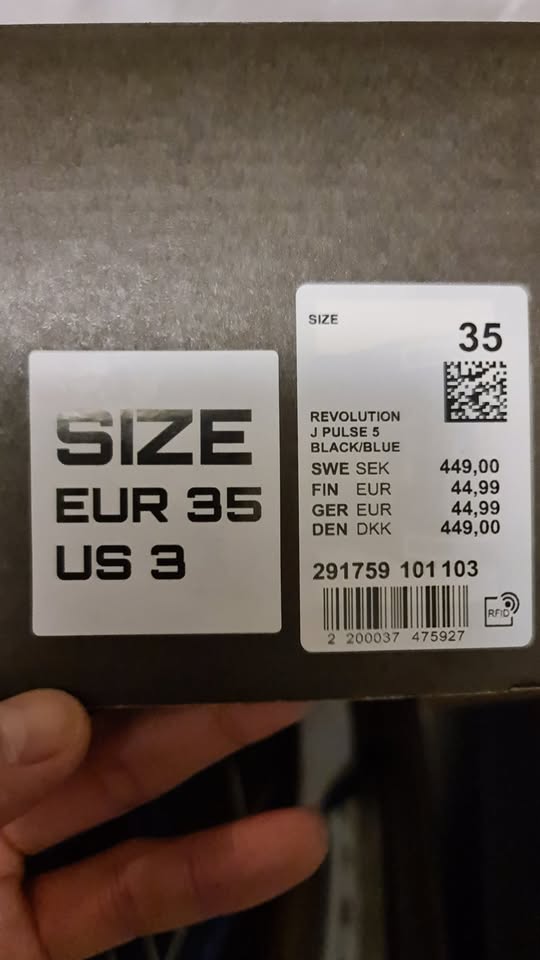 SIZE
EUR 35
US 3
SIZE
35
REVOLUTION
J PULSE 5
BLACK/BLUE
SWE SEK 449,00
FIN EUR 44,99
GER EUR 44,99
DEN DKK 449,00
291759 101103
2 200037 475927
RFID